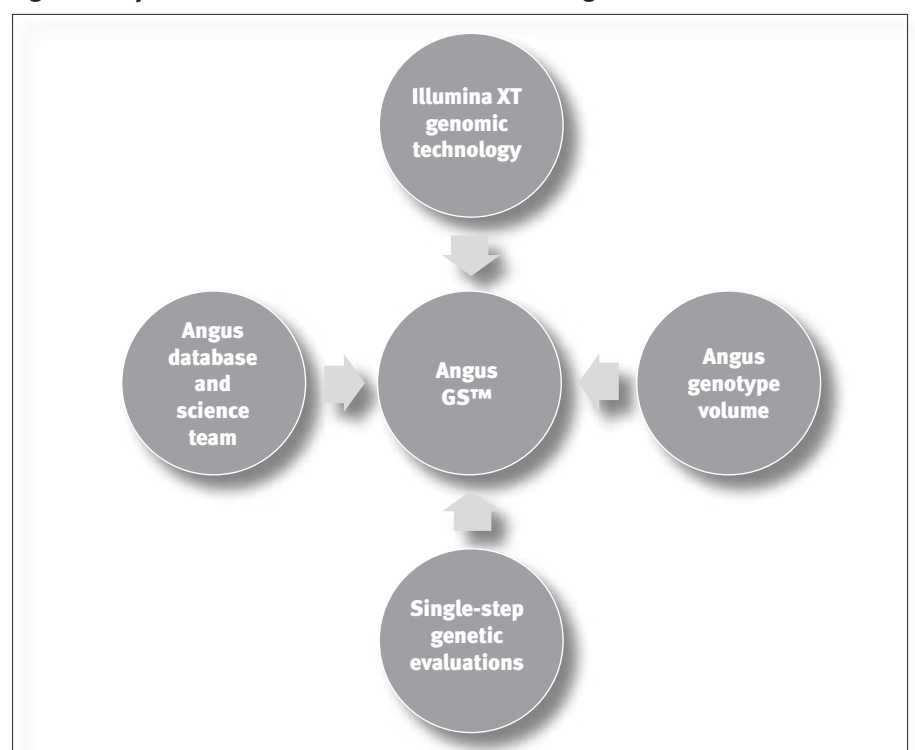 Illumina XT
genomic
technology
Angus
database
and
science
team
Angus
GS™
Angus
genotype
volume
Single-step
genetic
evaluations